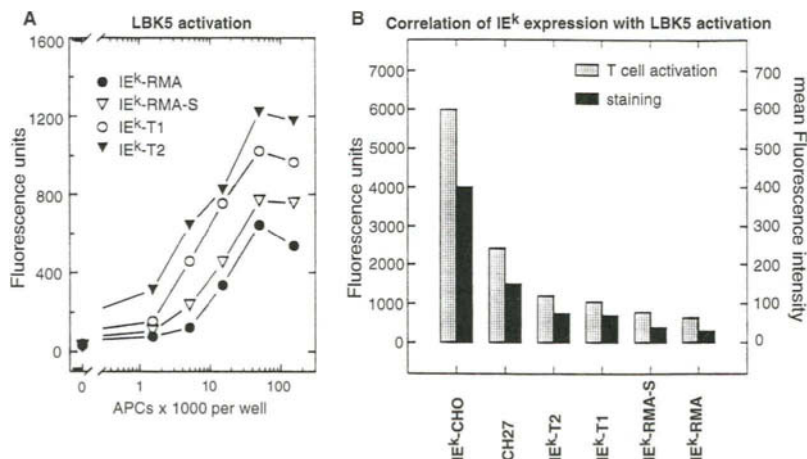 A
LBK5 activation
1600
1200
800
400
0
Fluorescence units
IEk-RMA
IEk-RMA-S
IEk-T1
IEk-T2
0 1 10 100
APCs x 1000 per well
B
Correlation of IEk expression with LBK5 activation
T cell activation
staining
7000
6000
5000
4000
3000
2000
1000
0
Fluorescence units
700
600
500
400
300
200
100
0
mean Fluorescence intensity
IEk-CHO
CH27
IEk-T2
IEk-T1
IEk-RMA-S
IEk-RMA